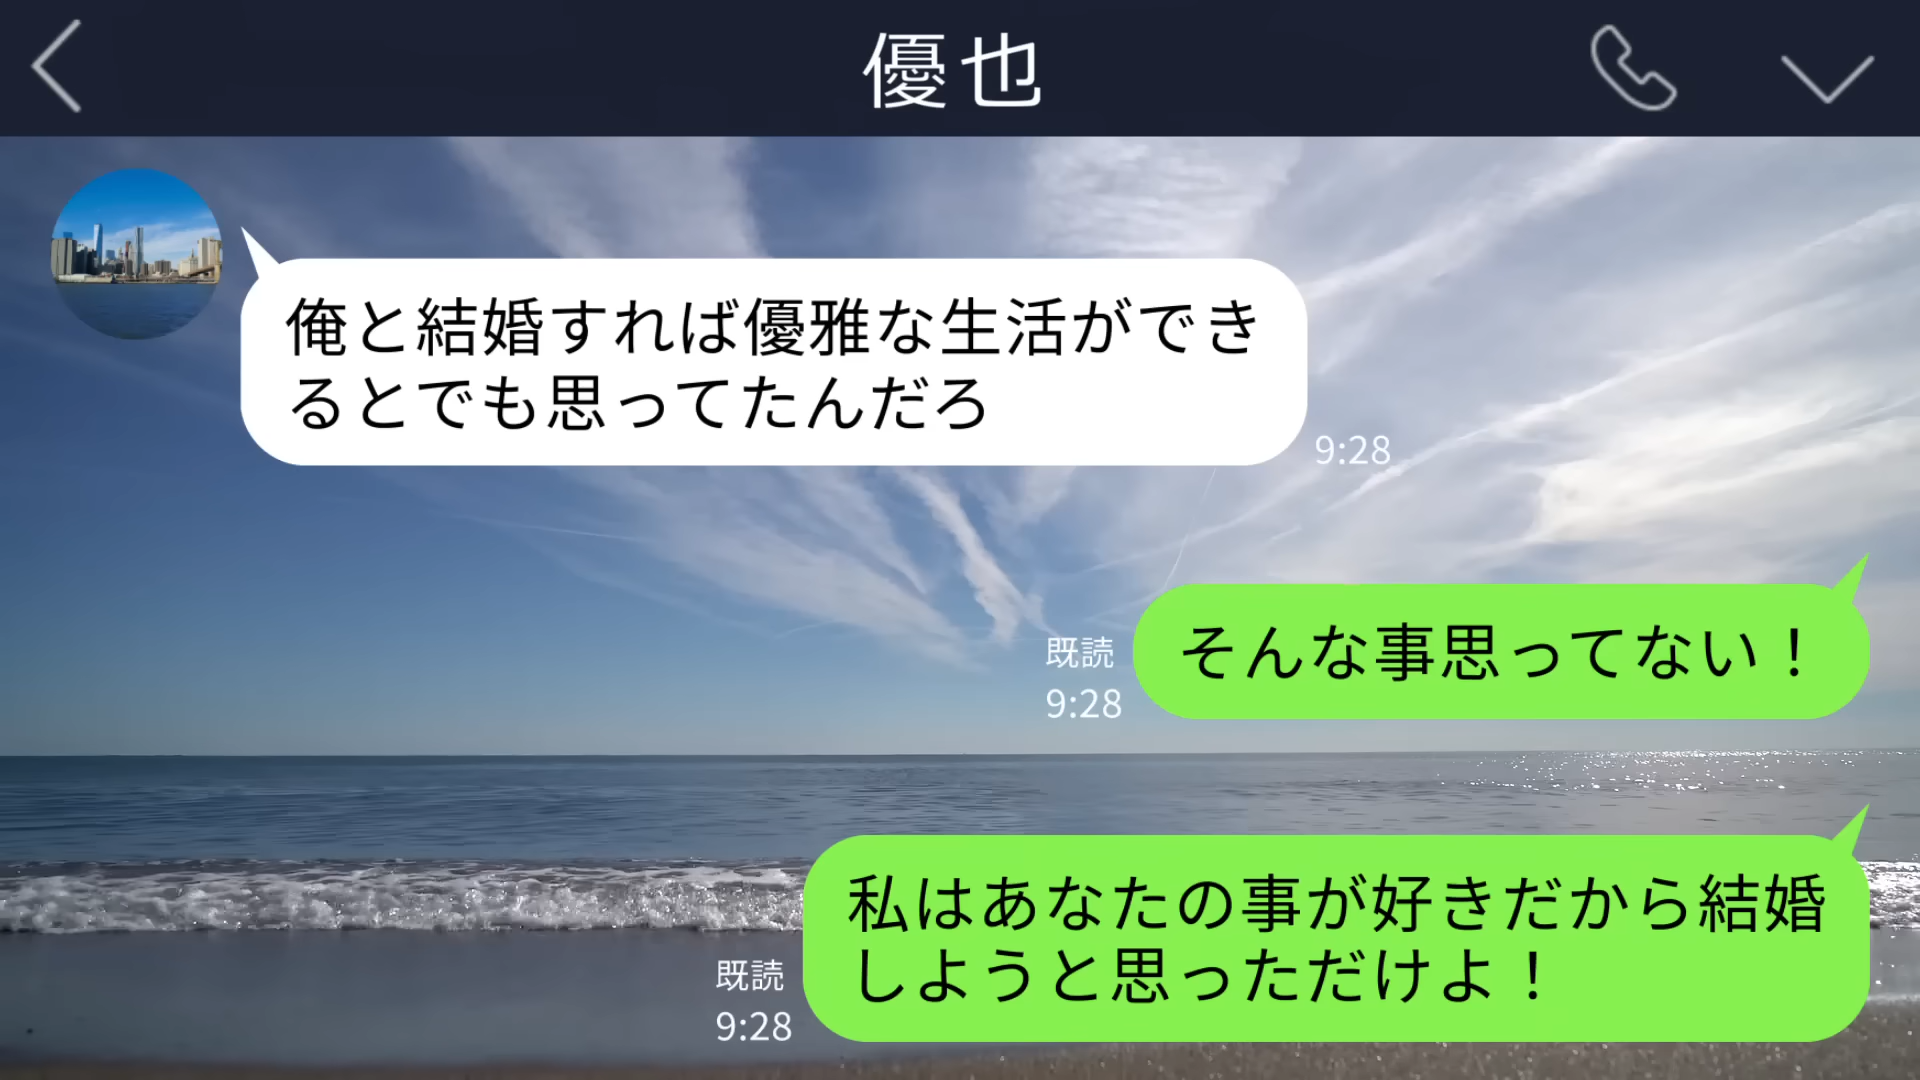 優也
俺と結婚すれば優雅な生活ができ
るとでも思ってたんだろ
9:28
そんな事思ってない！
既読
9:28
私はあなたの事が好きだから結婚
しようと思っただけよ！
既読
9:28